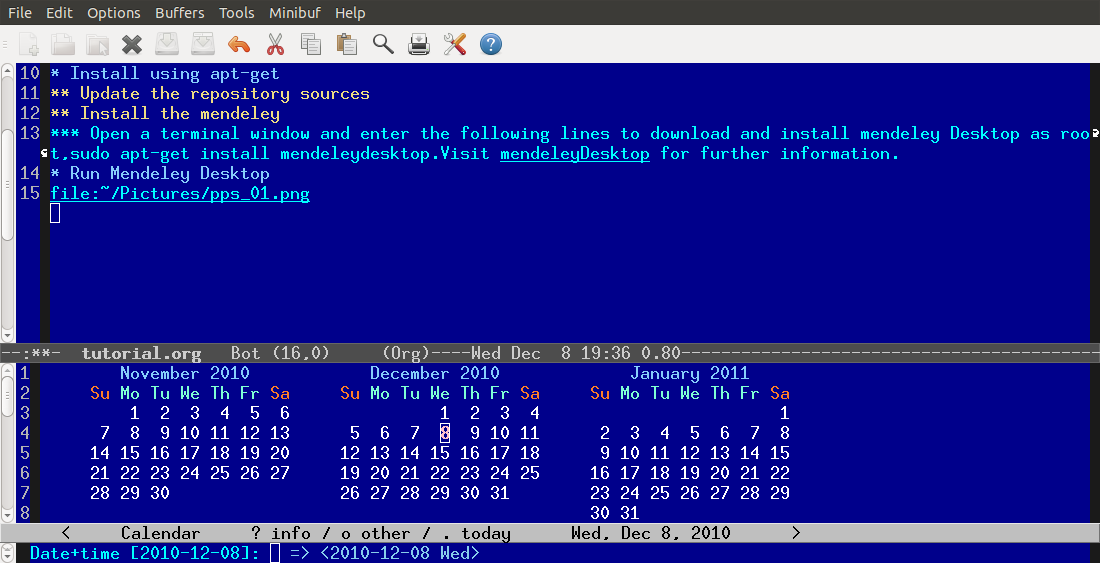 File Edit Options Buffers Tools Minibuf Help
10 * Install using apt-get
11 ** Update the repository sources
12 ** Install the mendeley
13 *** Open a terminal window and enter the following lines to download and install mendeley Desktop as roo
t,sudo apt-get install mendeleydesktop.Visit mendeleyDesktop for further information.
14 * Run Mendeley Desktop
15 file:~/Pictures/pps_01.png
--:**- tutorial.org Bot (16,0) (Org)----Wed Dec 8 19:36 0.80------------------------------------------
1 November 2010 December 2010 January 2011
2 Su Mo Tu We Th Fr Sa Su Mo Tu We Th Fr Sa Su Mo Tu We Th Fr Sa
3 1 2 3 4 5 6 1 2 3 4 1
4 7 8 9 10 11 12 13 5 6 7 8 9 10 11 2 3 4 5 6 7 8
5 14 15 16 17 18 19 20 12 13 14 15 16 17 18 9 10 11 12 13 14 15
6 21 22 23 24 25 26 27 19 20 21 22 23 24 25 16 17 18 19 20 21 22
7 28 29 30 26 27 28 29 30 31 23 24 25 26 27 28 29
8 30 31
< Calendar ? info / o other / . today Wed, Dec 8, 2010 >
Date+time [2010-12-08]: => <2010-12-08 Wed>